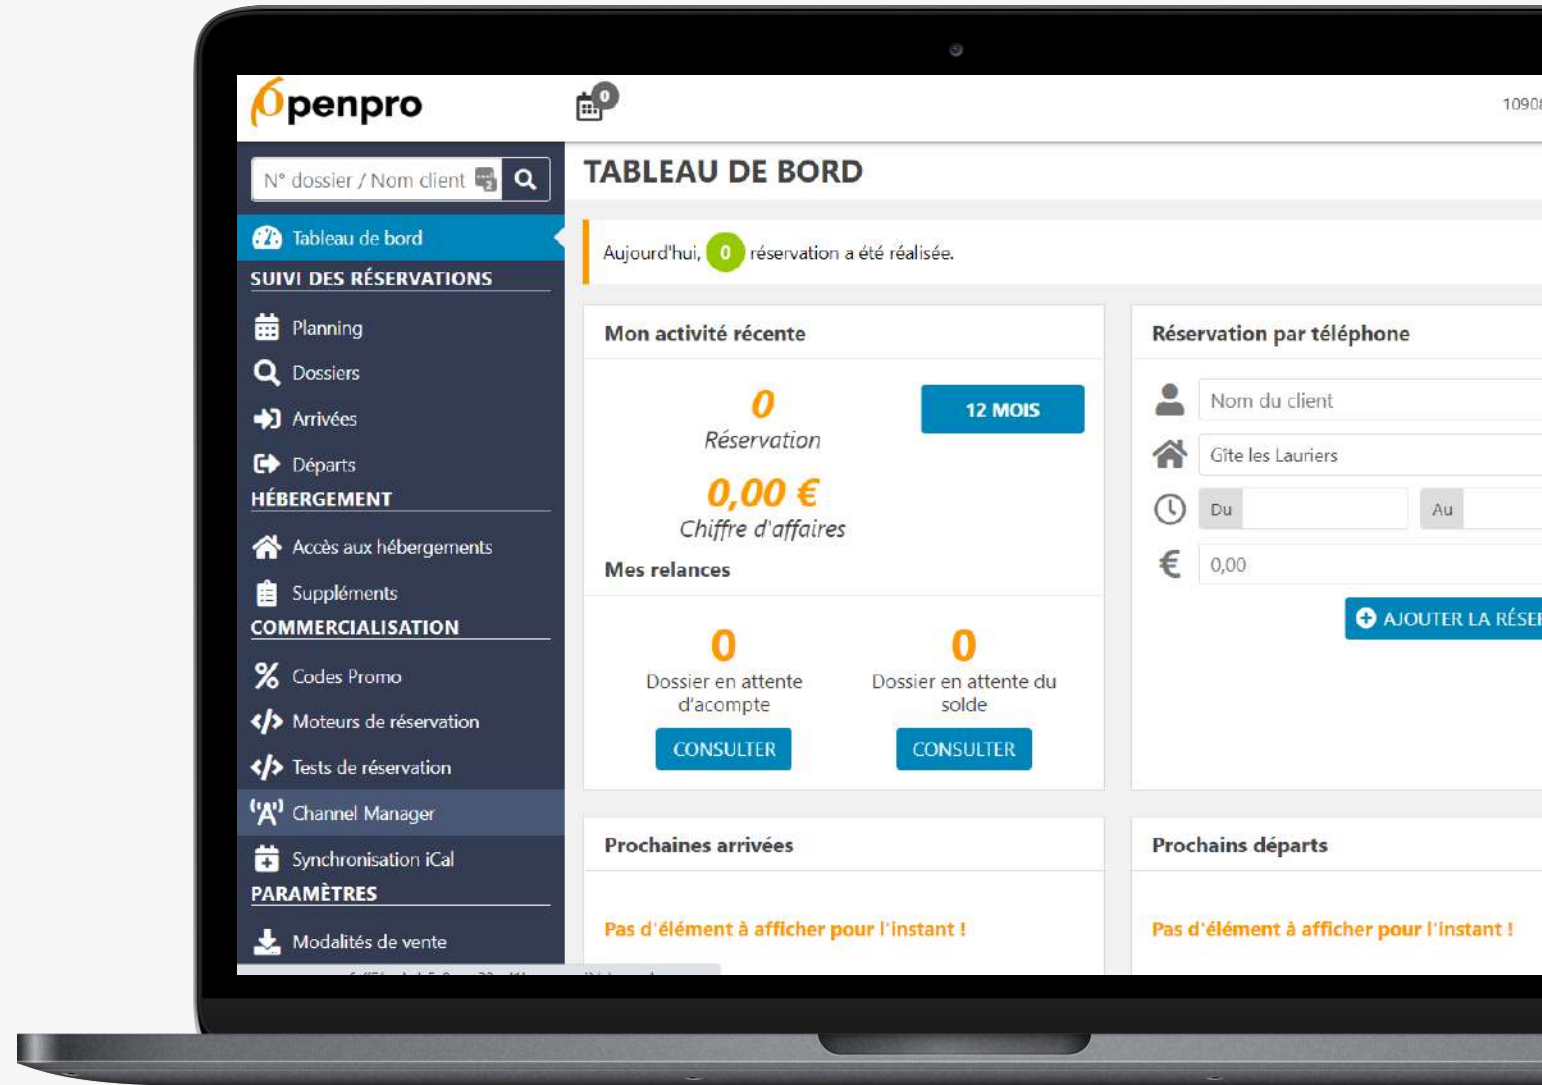 Openpro
0
10908
N° dossier / Nom client
TABLEAU DE BORD
Tableau de bord
Aujourd'hui, 0 réservation a été réalisée.
SUIVI DES RÉSERVATIONS
Planning
Dossiers
Arrivées
Départs
HÉBERGEMENT
Accès aux hébergements
Suppléments
COMMERCIALISATION
Codes Promo
Moteurs de réservation
Tests de réservation
Channel Manager
Synchronisation iCal
PARAMÈTRES
Modalités de vente
Mon activité récente
0
Réservation
12 MOIS
0,00 €
Chiffre d'affaires
Mes relances
0
Dossier en attente
d'acompte
CONSULTER
0
Dossier en attente du
solde
CONSULTER
Réservation par téléphone
Nom du client
Gîte les Lauriers
Du
Au
€ 0,00
AJOUTER LA RÉSER
Prochaines arrivées
Pas d'élément à afficher pour l'instant !
Prochains départs
Pas d'élément à afficher pour l'instant !